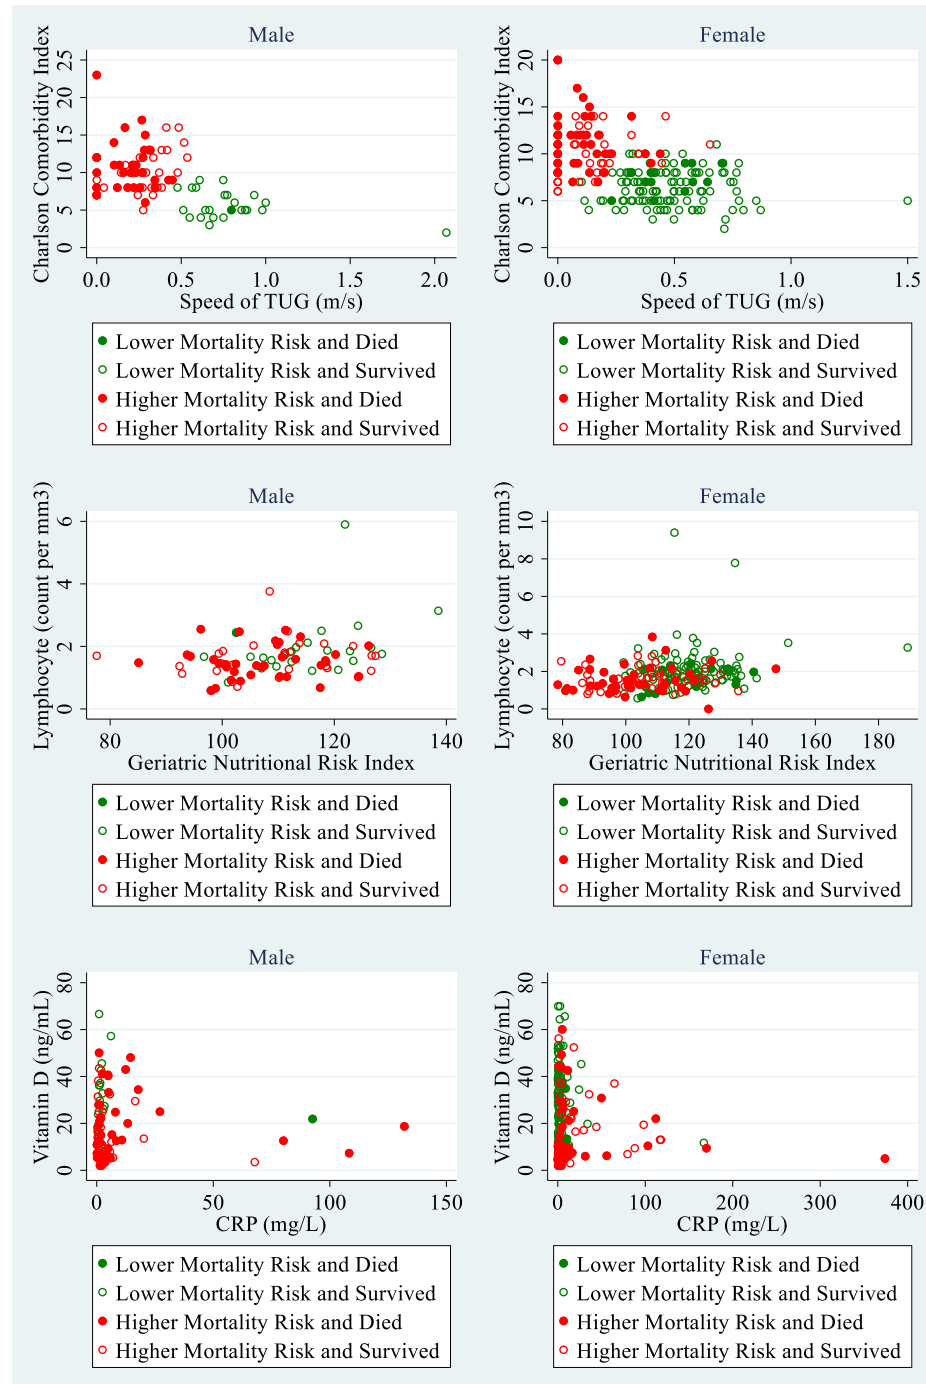 Male
Charlson Comorbidity Index
25
20
15
10
5
0
0.0 0.5 1.0 1.5 2.0
Speed of TUG (m/s)
Lower Mortality Risk and Died
Lower Mortality Risk and Survived
Higher Mortality Risk and Died
Higher Mortality Risk and Survived
Female
Charlson Comorbidity Index
20
15
10
5
0
0.0 0.5 1.0 1.5
Speed of TUG (m/s)
Lower Mortality Risk and Died
Lower Mortality Risk and Survived
Higher Mortality Risk and Died
Higher Mortality Risk and Survived
Male
Lymphocyte (count per mm3)
6
4
2
0
80 100 120 140
Geriatric Nutritional Risk Index
Lower Mortality Risk and Died
Lower Mortality Risk and Survived
Higher Mortality Risk and Died
Higher Mortality Risk and Survived
Female
Lymphocyte (count per mm3)
10
8
6
4
2
0
80 100 120 140 160 180
Geriatric Nutritional Risk Index
Lower Mortality Risk and Died
Lower Mortality Risk and Survived
Higher Mortality Risk and Died
Higher Mortality Risk and Survived
Male
Vitamin D (ng/mL)
80
60
40
20
0
0 50 100 150
CRP (mg/L)
Lower Mortality Risk and Died
Lower Mortality Risk and Survived
Higher Mortality Risk and Died
Higher Mortality Risk and Survived
Female
Vitamin D (ng/mL)
80
60
40
20
0
0 100 200 300 400
CRP (mg/L)
Lower Mortality Risk and Died
Lower Mortality Risk and Survived
Higher Mortality Risk and Died
Higher Mortality Risk and Survived